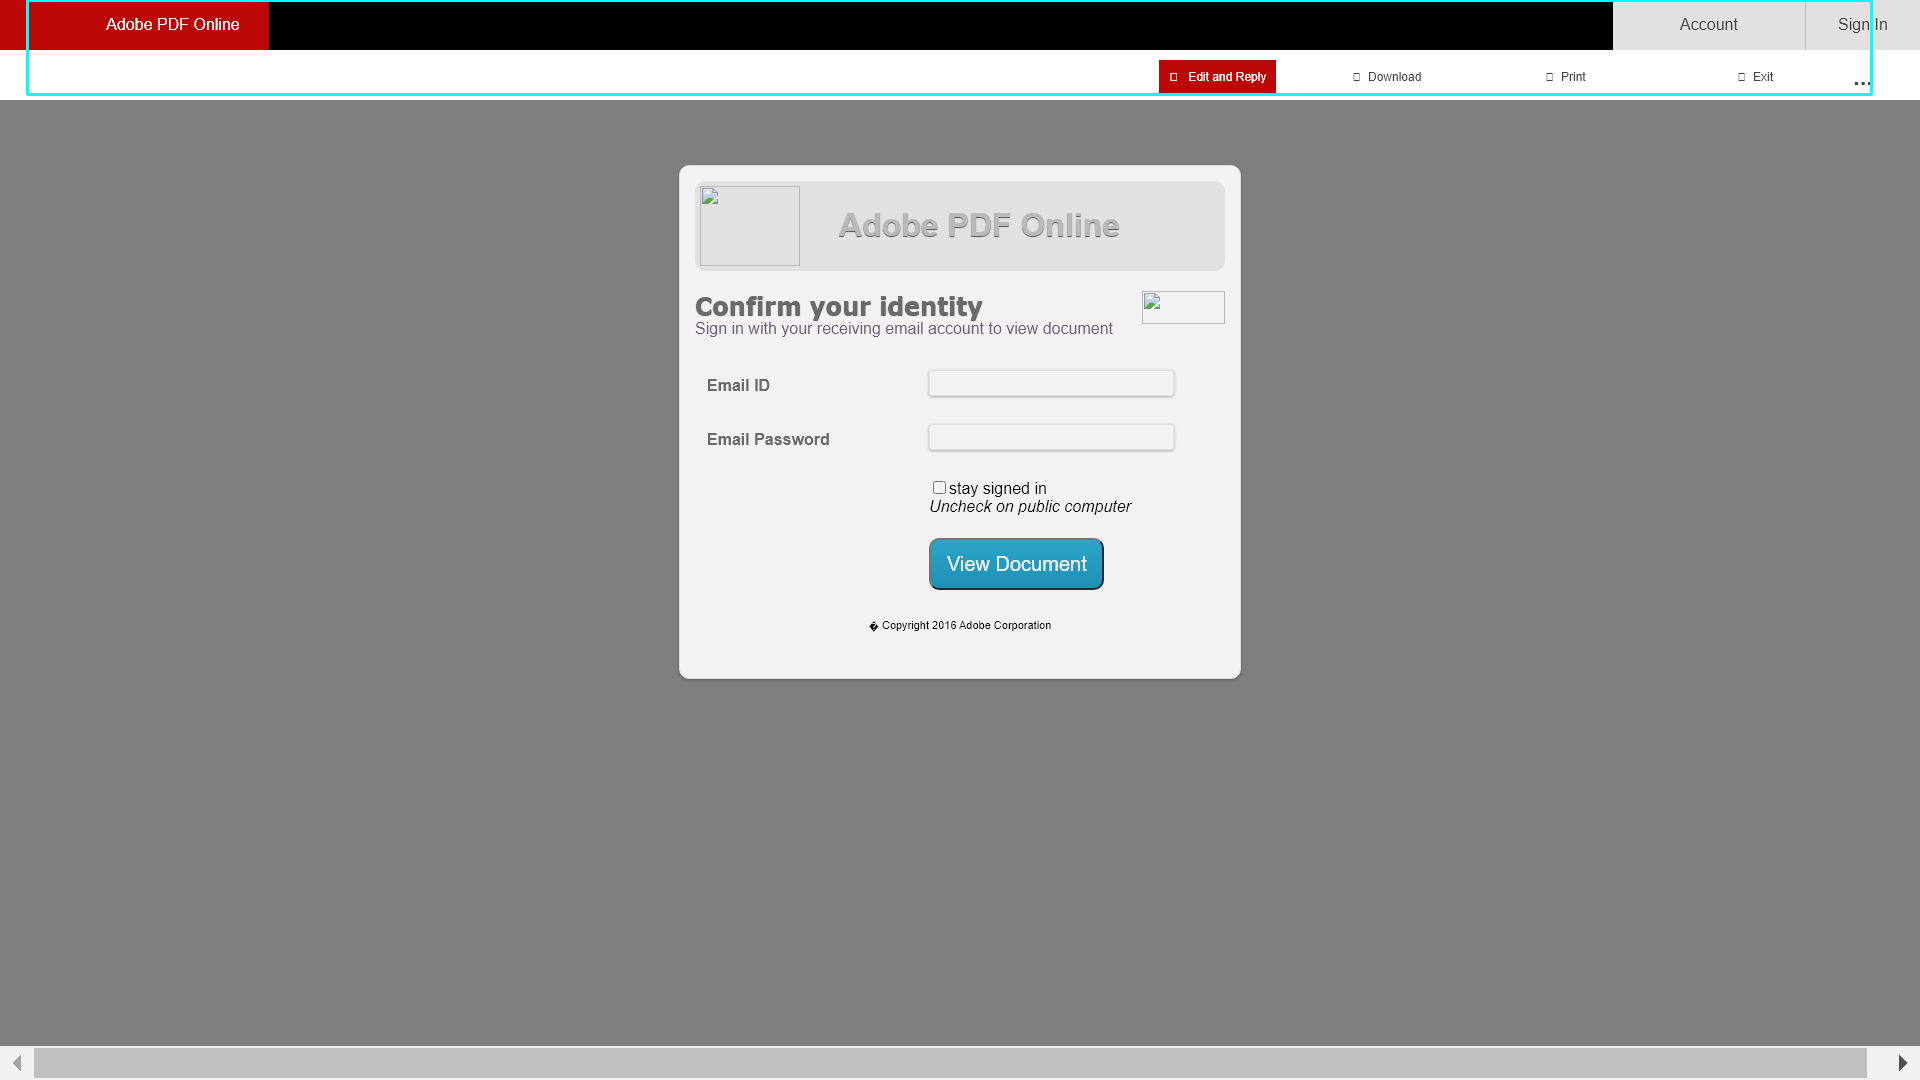 Adobe PDF Online
Account
Sign In
Edit and Reply
Download
Print
Exit
...
Adobe PDF Online
Confirm your identity
Sign in with your receiving email account to view document
Email ID
Email Password
stay signed in
Uncheck on public computer
View Document
� Copyright 2016 Adobe Corporation